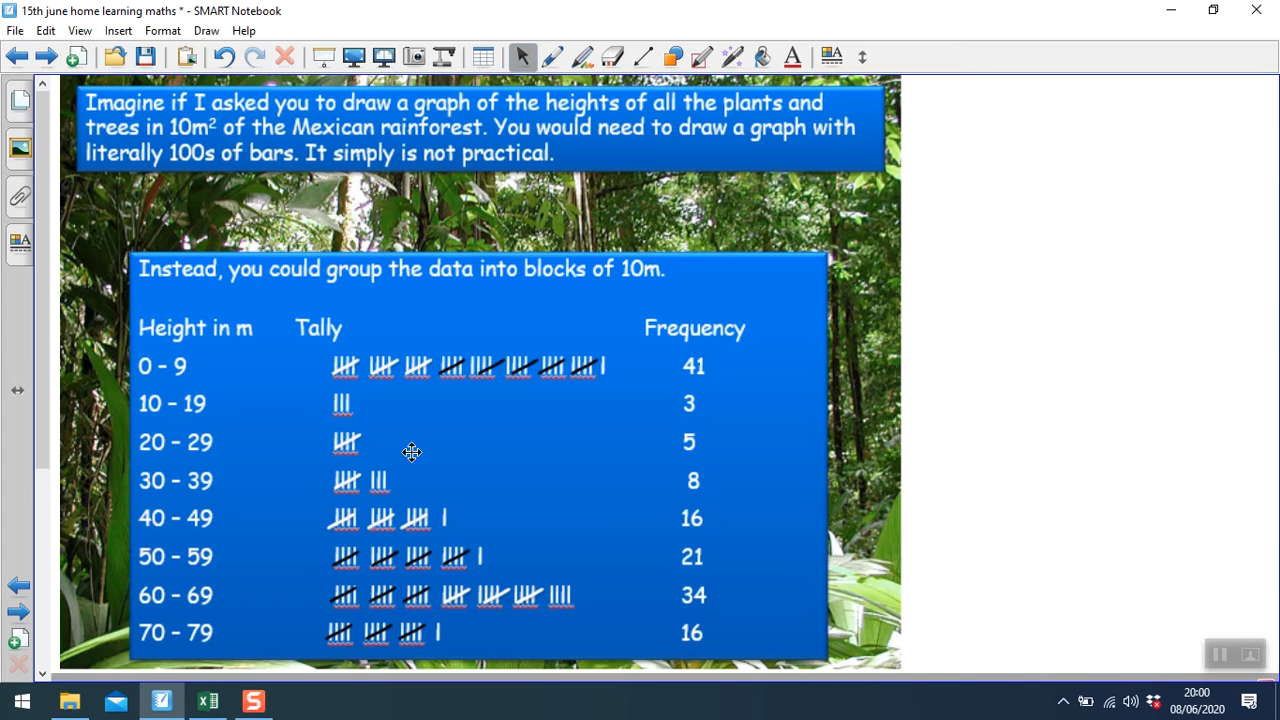 15th june home learning maths * - SMART Notebook
File Edit View Insert Format Draw Help
Imagine if I asked you to draw a graph of the heights of all the plants and
trees in 10m² of the Mexican rainforest. You would need to draw a graph with
literally 100s of bars. It simply is not practical.
Instead, you could group the data into blocks of 10m.
Height in m Tally Frequency
0 - 9 41
10 - 19 3
20 - 29 5
30 - 39 8
40 - 49 16
50 - 59 21
60 - 69 34
70 - 79 16
20:00
08/06/2020